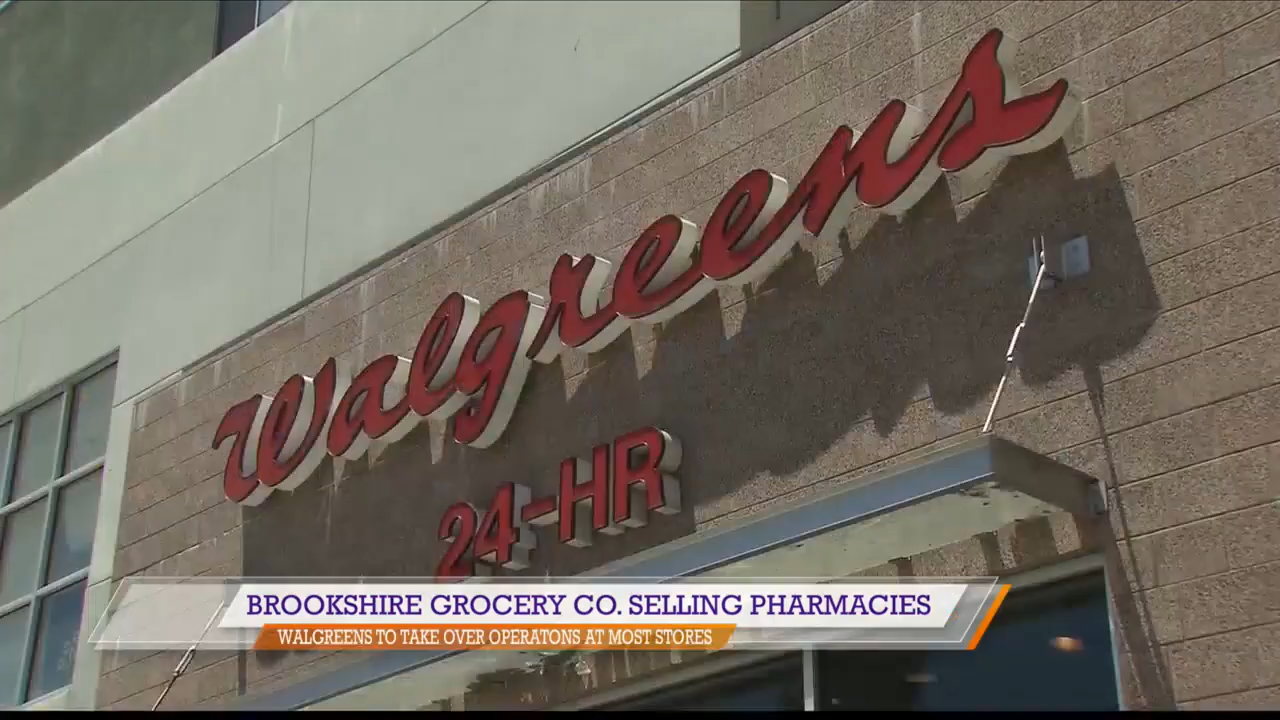 Walgreens
24-HR
BROOKSHIRE GROCERY CO. SELLING PHARMACIES
WALGREENS TO TAKE OVER OPERATONS AT MOST STORES